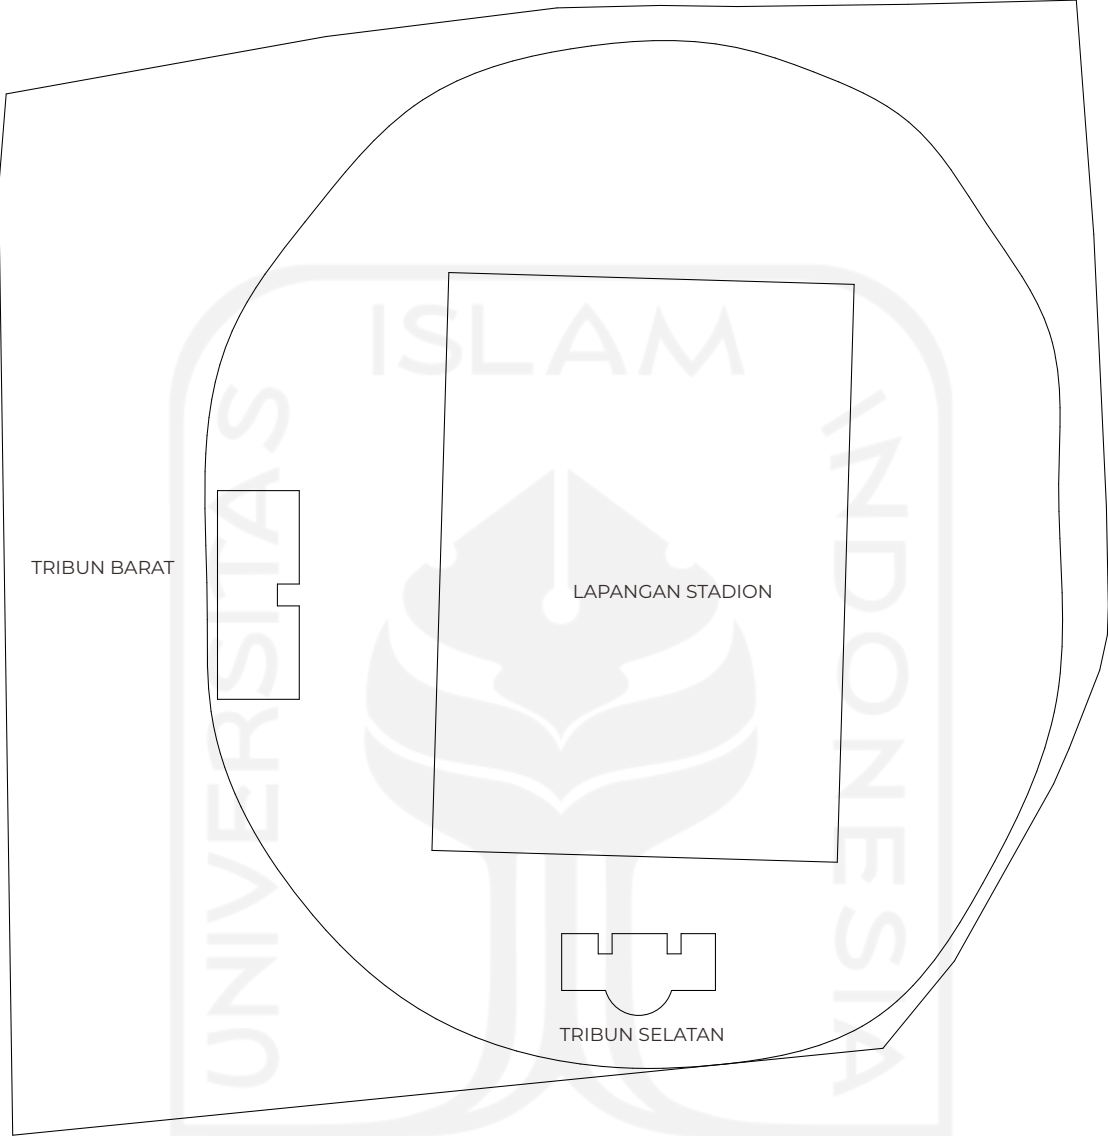 ISLAM
UNIVERSITAS
INDONESIA
TRIBUN BARAT
LAPANGAN STADION
TRIBUN SELATAN